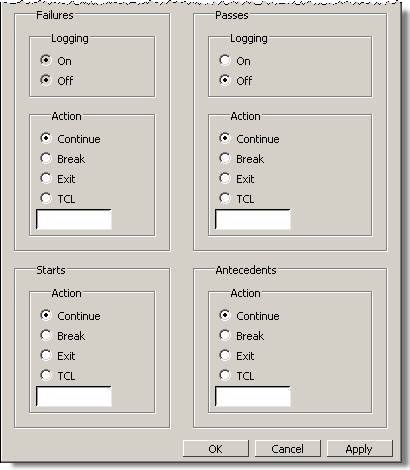 Failures
Logging
On
Off
Action
Continue
Break
Exit
TCL
Passes
Logging
On
Off
Action
Continue
Break
Exit
TCL
Starts
Action
Continue
Break
Exit
TCL
Antecedents
Action
Continue
Break
Exit
TCL
OK Cancel Apply